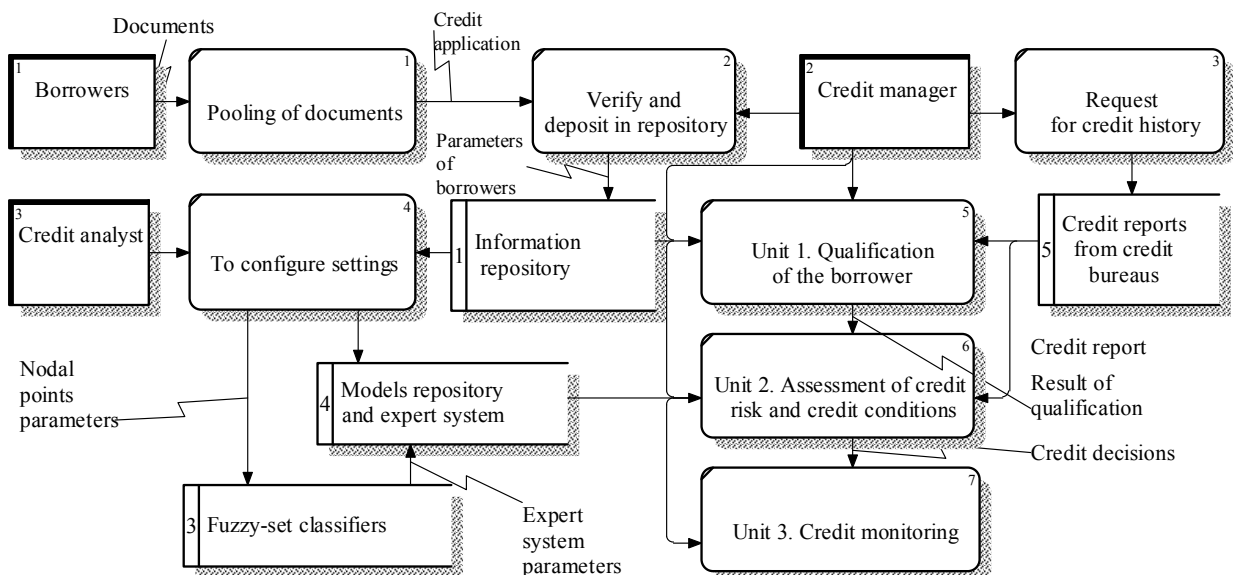 Documents
Credit
application
1
Borrowers
1
Pooling of documents
2
Verify and
deposit in repository
2
Credit manager
3
Request
for credit history
Parameters
of
borrowers
3
Credit analyst
4
To configure settings
1
Information
repository
5
Unit 1. Qualification
of the borrower
5
Credit reports
from credit
bureaus
Nodal
points
parameters
4
Models repository
and expert system
6
Unit 2. Assessment of credit
risk and credit conditions
Credit report
Result of
qualification
Credit decisions
3
Fuzzy-set classifiers
Expert
system
parameters
7
Unit 3. Credit monitoring